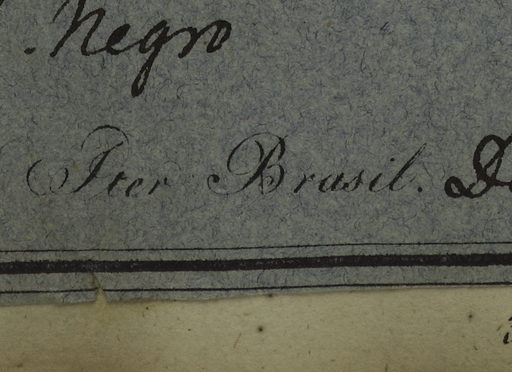 . Negro
Iter Brasil.